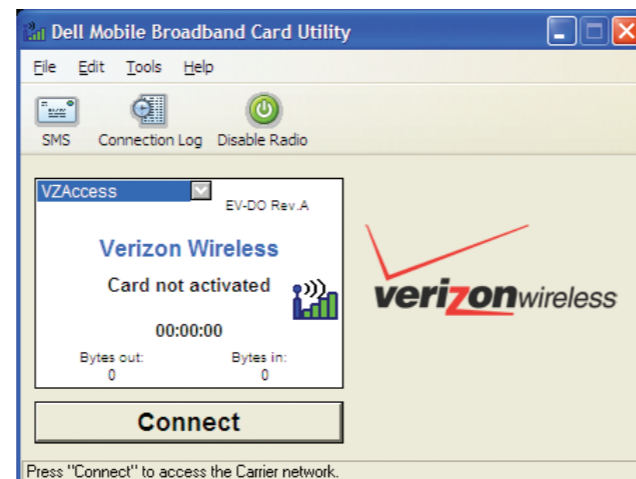 Dell Mobile Broadband Card Utility
File Edit Tools Help
SMS Connection Log Disable Radio
VZAccess
EV-DO Rev.A
Verizon Wireless
Card not activated
00:00:00
Bytes out: Bytes in:
0 0
verizonwireless
Connect
Press "Connect" to access the Carrier network.